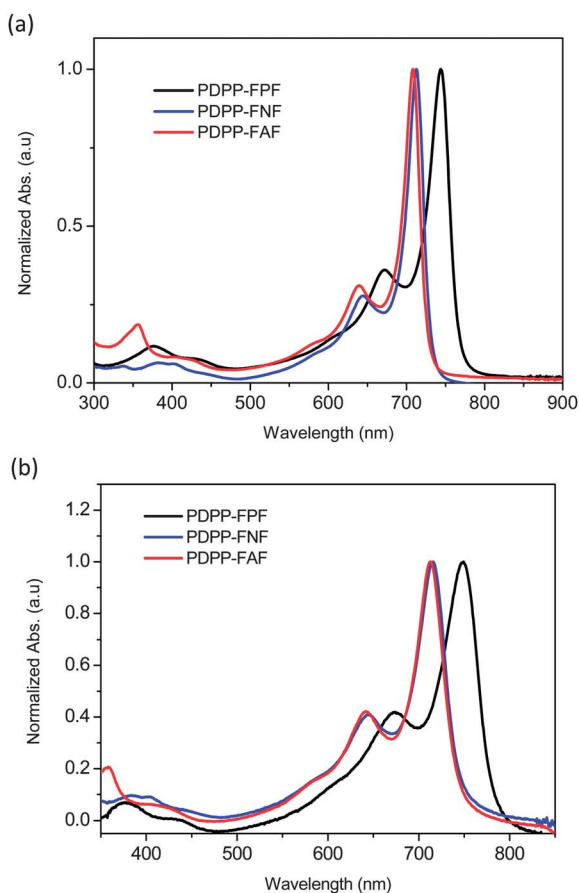 (a)
1.0
0.5
0.0
Normalized Abs. (a.u)
PDPP-FPF
PDPP-FNF
PDPP-FAF
300 400 500 600 700 800 900
Wavelength (nm)
(b)
1.2
1.0
0.8
0.6
0.4
0.2
0.0
Normalized Abs. (a.u)
PDPP-FPF
PDPP-FNF
PDPP-FAF
400 500 600 700 800
Wavelength (nm)